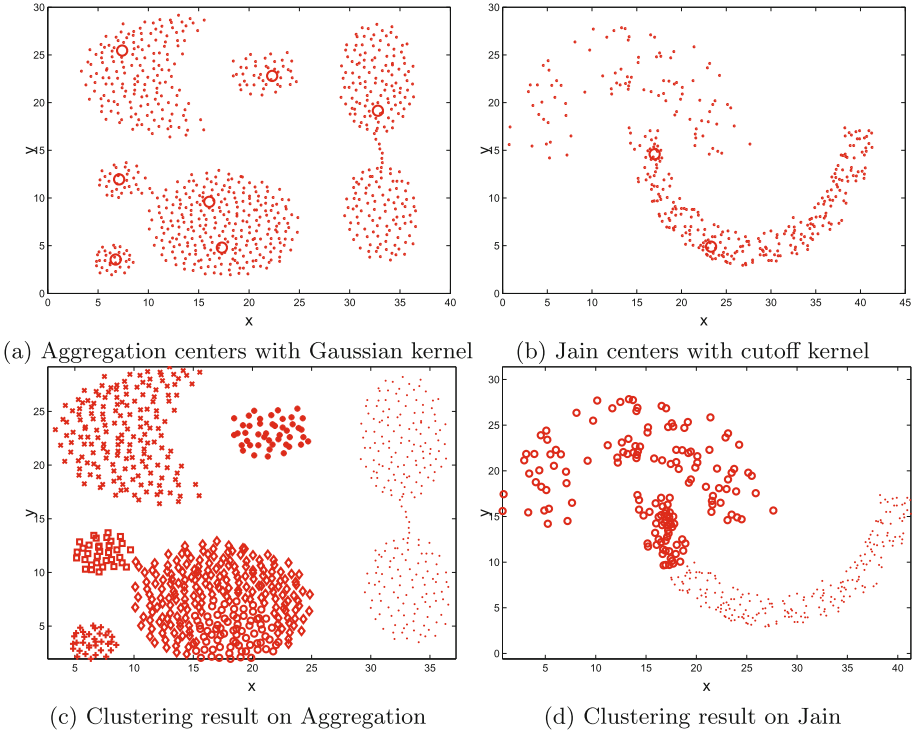 30
25
20
15
10
5
0
y
0 5 10 15 20 25 30 35 40
x
(a) Aggregation centers with Gaussian kernel
30
25
20
15
10
5
0
y
0 5 10 15 20 25 30 35 40 45
x
(b) Jain centers with cutoff kernel
25
20
15
10
5
y
5 10 15 20 25 30 35
x
(c) Clustering result on Aggregation
30
25
20
15
10
5
0
y
5 10 15 20 25 30 35 40
x
(d) Clustering result on Jain